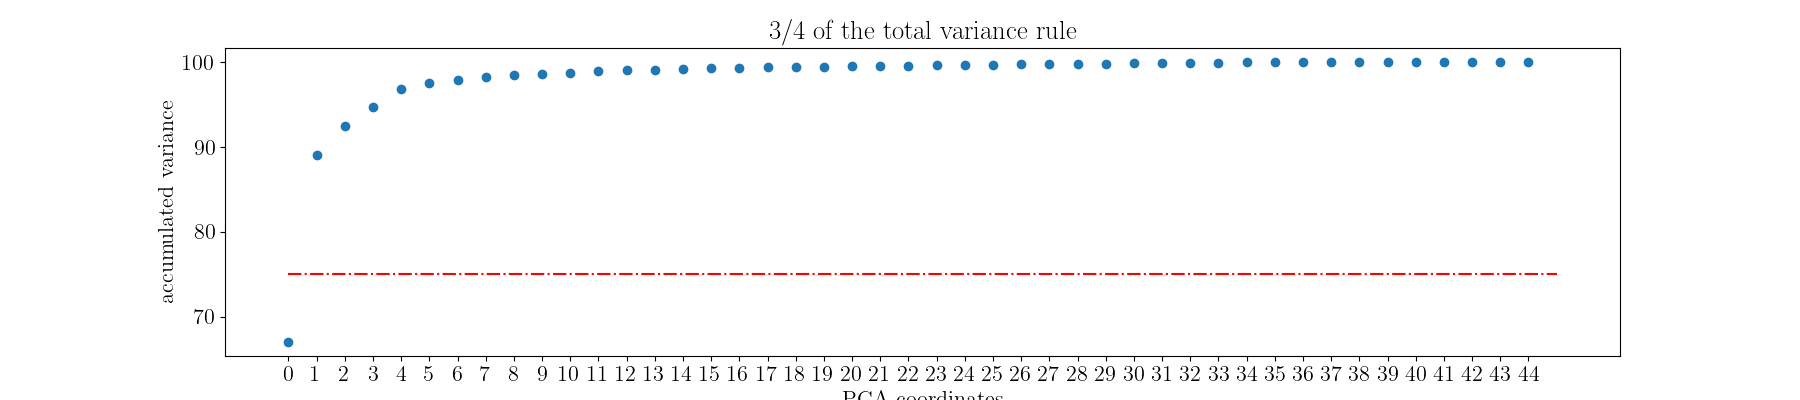 3/4 of the total variance rule
accumulated variance
100
90
80
70
0 1 2 3 4 5 6 7 8 9 10 11 12 13 14 15 16 17 18 19 20 21 22 23 24 25 26 27 28 29 30 31 32 33 34 35 36 37 38 39 40 41 42 43 44
PCA coordinates